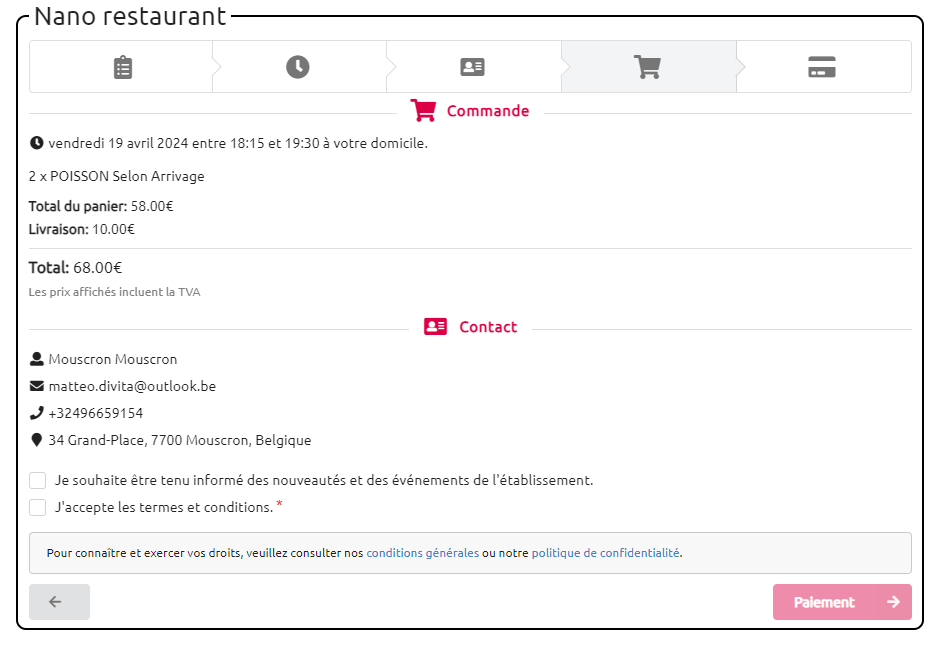 Nano restaurant
Commande
vendredi 19 avril 2024 entre 18:15 et 19:30 à votre domicile.
2 x POISSON Selon Arrivage
Total du panier: 58.00€
Livraison: 10.00€
Total: 68.00€
Les prix affichés incluent la TVA
Contact
Mouscron Mouscron
matteo.divita@outlook.be
+32496659154
34 Grand-Place, 7700 Mouscron, Belgique
Je souhaite être tenu informé des nouveautés et des événements de l'établissement.
J'accepte les termes et conditions. *
Pour connaître et exercer vos droits, veuillez consulter nos conditions générales ou notre politique de confidentialité.
Paiement